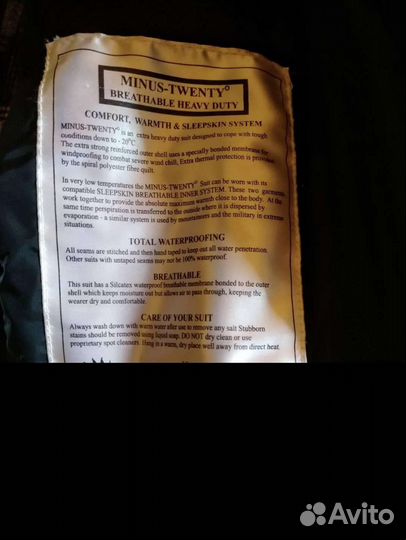 MINUS-TWENTY°
BREATHABLE HEAVY DUTY
COMFORT, WARMTH & SLEEPSKIN SYSTEM
MINUS-TWENTY° is an extra heavy duty suit designed to cope with tough
conditions down to - 20°C
The extra strong reinforced outer shell uses a specially bonded membrane for
windproofing to combat severe wind chill, Extra thermal protection is provided
by the spiral polyester fibre quilt.
In very low temperatures the MINUS-TWENTY° Suit can be worn with its
compatible SLEEPSKIN BREATHABLE INNER SYSTEM. These two garments
work together to provide the absolute maximum warmth close to the body. At the
same time perspiration is transferred to the outside where it is dispersed by
evaporation - a similar system is used by mountaineers and the military in extreme
situations.
TOTAL WATERPROOFING
All seams are stitched and then hand taped to keep out all water penetration.
Other suits with untaped seams may not be 100% waterproof.
BREATHABLE
This suit has a Silcatex waterproof breathable membrane bonded to the outer
shell which keeps moisture out but allows air to pass through, keeping the
wearer dry and comfortable.
CARE OF YOUR SUIT
Always wash down with warm water after use to remove any salt Stubborn
stains should be removed using liquid soap. DO NOT dry clean or use
proprietary spot cleaners. Hang in a warm, dry place well away from direct heat.
Avito